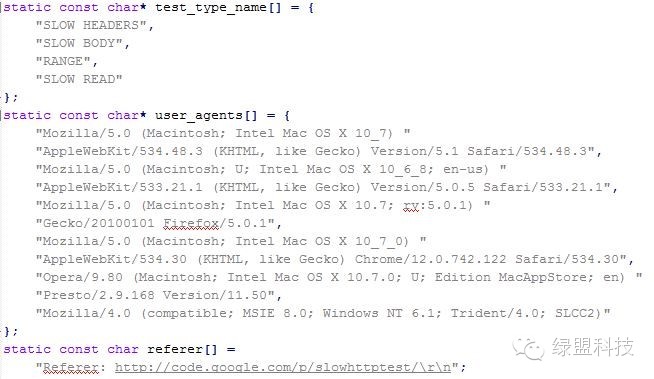 static const char* test_type_name[] = {
"SLOW HEADERS",
"SLOW BODY",
"RANGE",
"SLOW READ"
};
static const char* user_agents[] = {
"Mozilla/5.0 (Macintosh; Intel Mac OS X 10_7) "
"AppleWebKit/534.48.3 (KHTML, like Gecko) Version/5.1 Safari/534.48.3",
"Mozilla/5.0 (Macintosh; U; Intel Mac OS X 10_6_8; en-us) "
"AppleWebKit/533.21.1 (KHTML, like Gecko) Version/5.0.5 Safari/533.21.1",
"Mozilla/5.0 (Macintosh; Intel Mac OS X 10.7; rv:5.0.1) "
"Gecko/20100101 Firefox/5.0.1",
"Mozilla/5.0 (Macintosh; Intel Mac OS X 10_7_0) "
"AppleWebKit/534.30 (KHTML, like Gecko) Chrome/12.0.742.122 Safari/534.30",
"Opera/9.80 (Macintosh; Intel Mac OS X 10.7.0; U; Edition MacAppStore; en) "
"Presto/2.9.168 Version/11.50",
"Mozilla/4.0 (compatible; MSIE 8.0; Windows NT 6.1; Trident/4.0; SLCC2)"
};
static const char referer[] =
"Referer: http://code.google.com/p/slowhttptest/\r\n";
绿盟科技